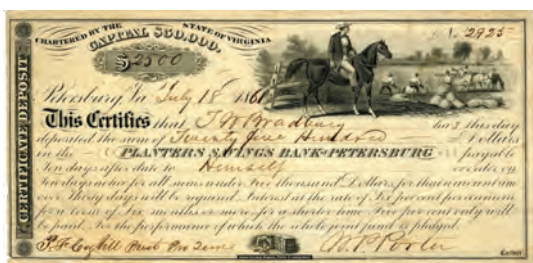 CHARTERED BY THE STATE OF VIRGINIA
CAPITAL $60,000.
No. 2925
$2500
Petersburg, Va July 18 1861
This Certifies that T. W. Bradbury has this day
deposited the sum of Twenty five Hundred Dollars
in the PLANTERS SAVINGS BANK OF PETERSBURG payable
Ten days after date to Himself or order, on
Ten days notice for all sums under Five thousand Dollars for that amount and
over Thirty days will be required. Interest at the rate of Six per cent per annum
for a term of Six months or more, for a shorter time Five per cent only will
be paid. For the performance of which the whole joint fund is pledged.
Prest Pro Tem
CERTIFICATE DEPOSIT